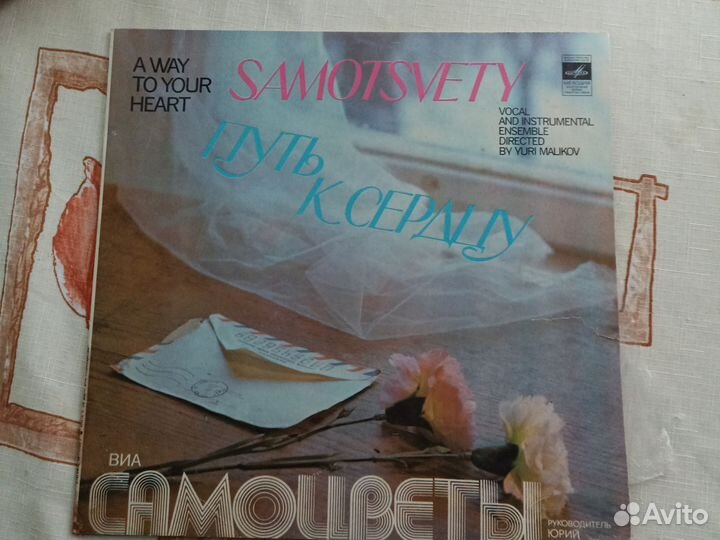 A WAY
TO YOUR
HEART
SAMOTSVETY
VOCAL
AND INSTRUMENTAL
ENSEMBLE
DIRECTED
BY YURI MALIKOV
ПУТЬ
К СЕРДЦУ
ВИА
САМОЦВЕТЫ
РУКОВОДИТЕЛЬ
ЮРИЙ
Avito